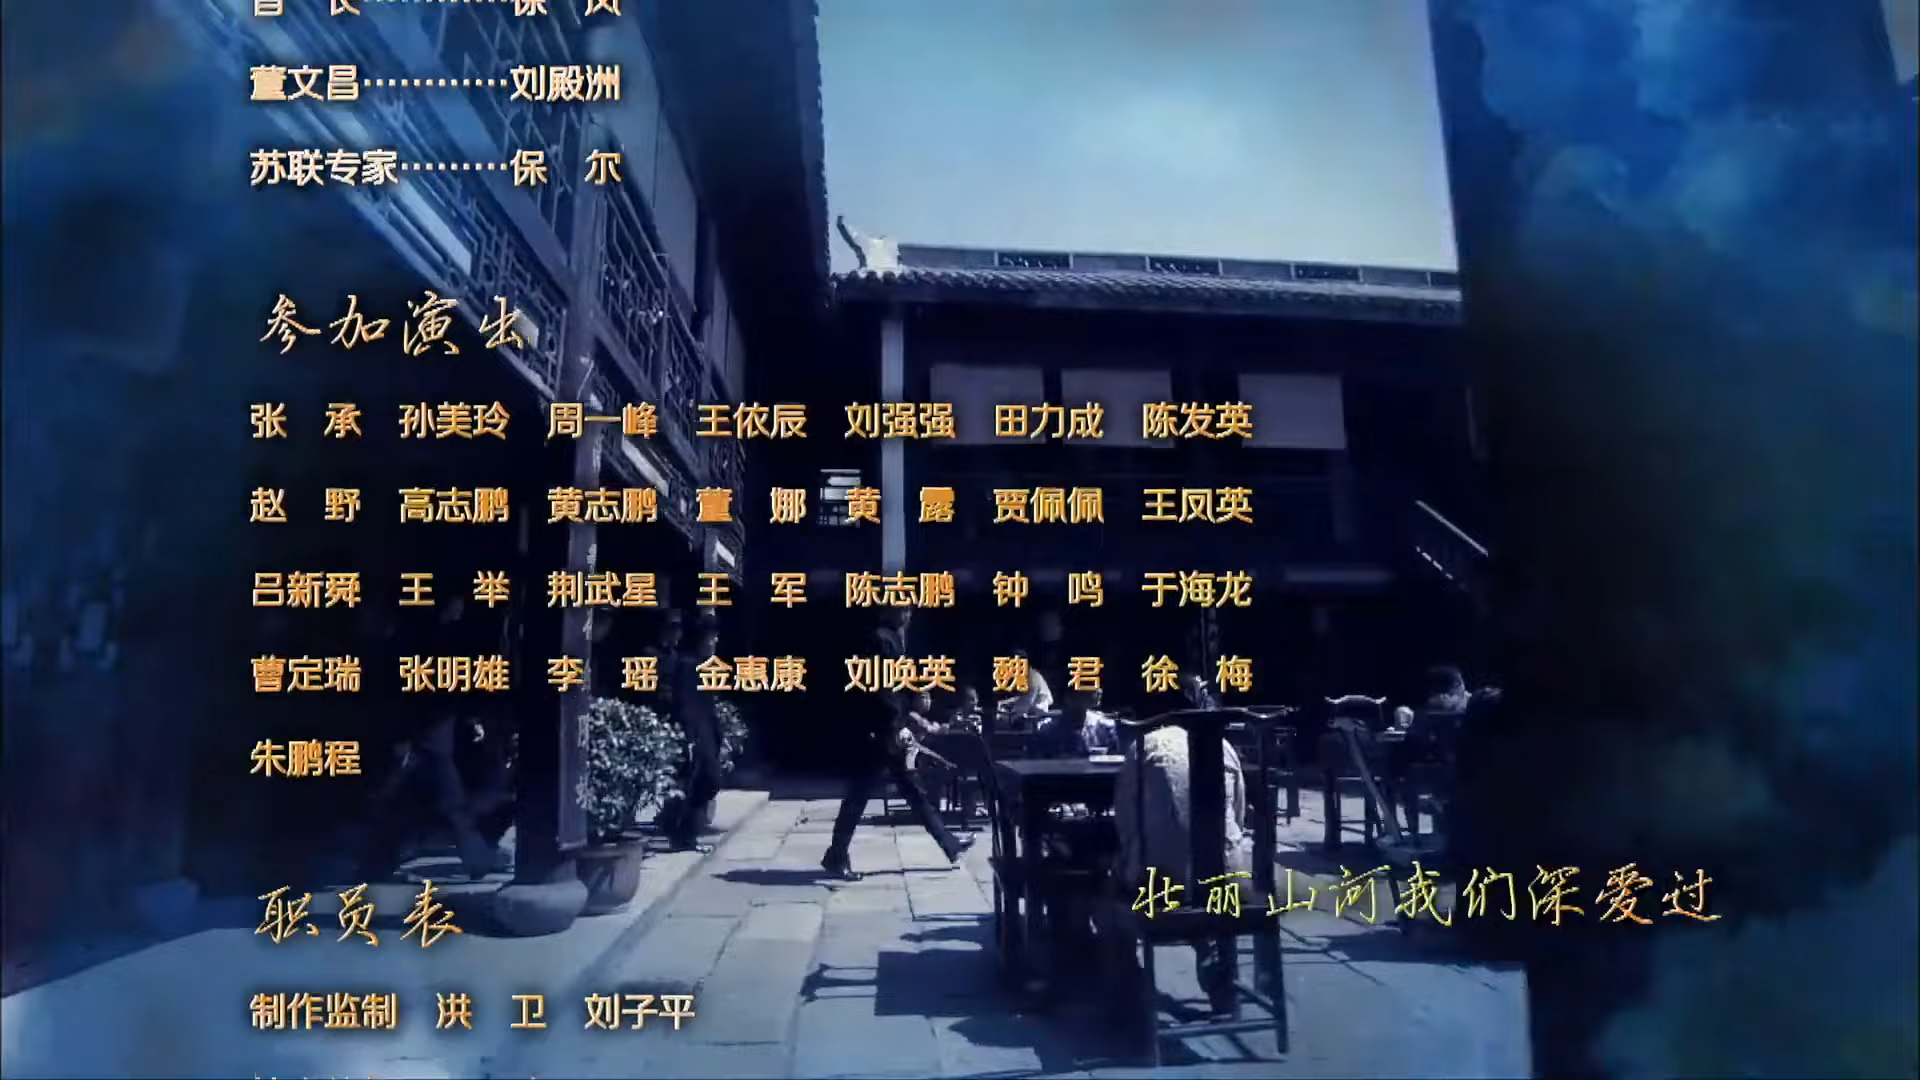 董文昌············刘殿洲
苏联专家·········保　尔
参加演出
张　承　孙美玲　周一峰　王依辰　刘强强　田力成　陈发英
赵　野　高志鹏　黄志鹏　董　娜　黄　露　贾佩佩　王凤英
吕新舜　王　举　荆武星　王　军　陈志鹏　钟　鸣　于海龙
曹定瑞　张明雄　李　瑶　金惠康　刘唤英　魏　君　徐　梅
朱鹏程
壮丽山河我们深爱过
职员表
制作监制　洪　卫　刘子平